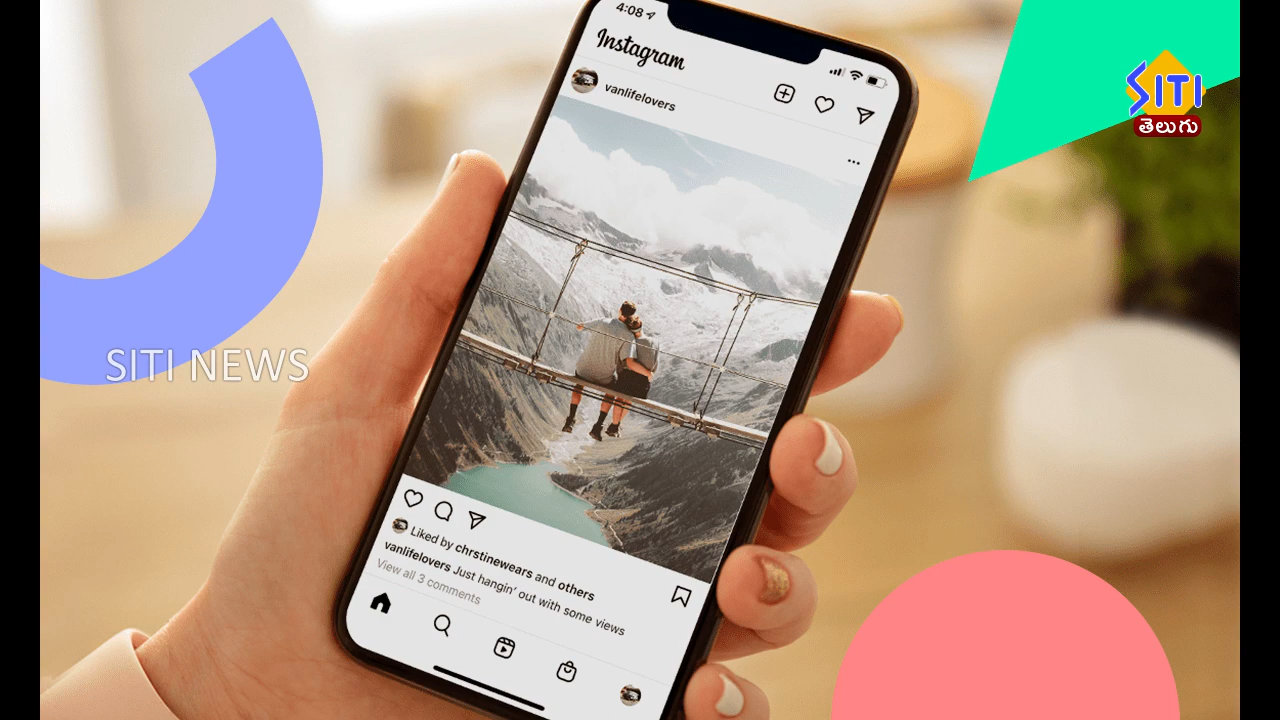 4:08
Instagram
vanlifelovers
SITI
తెలుగు
SITI NEWS
Liked by chrstinewears and others
vanlifelovers Just hangin' out with some views
View all 3 comments